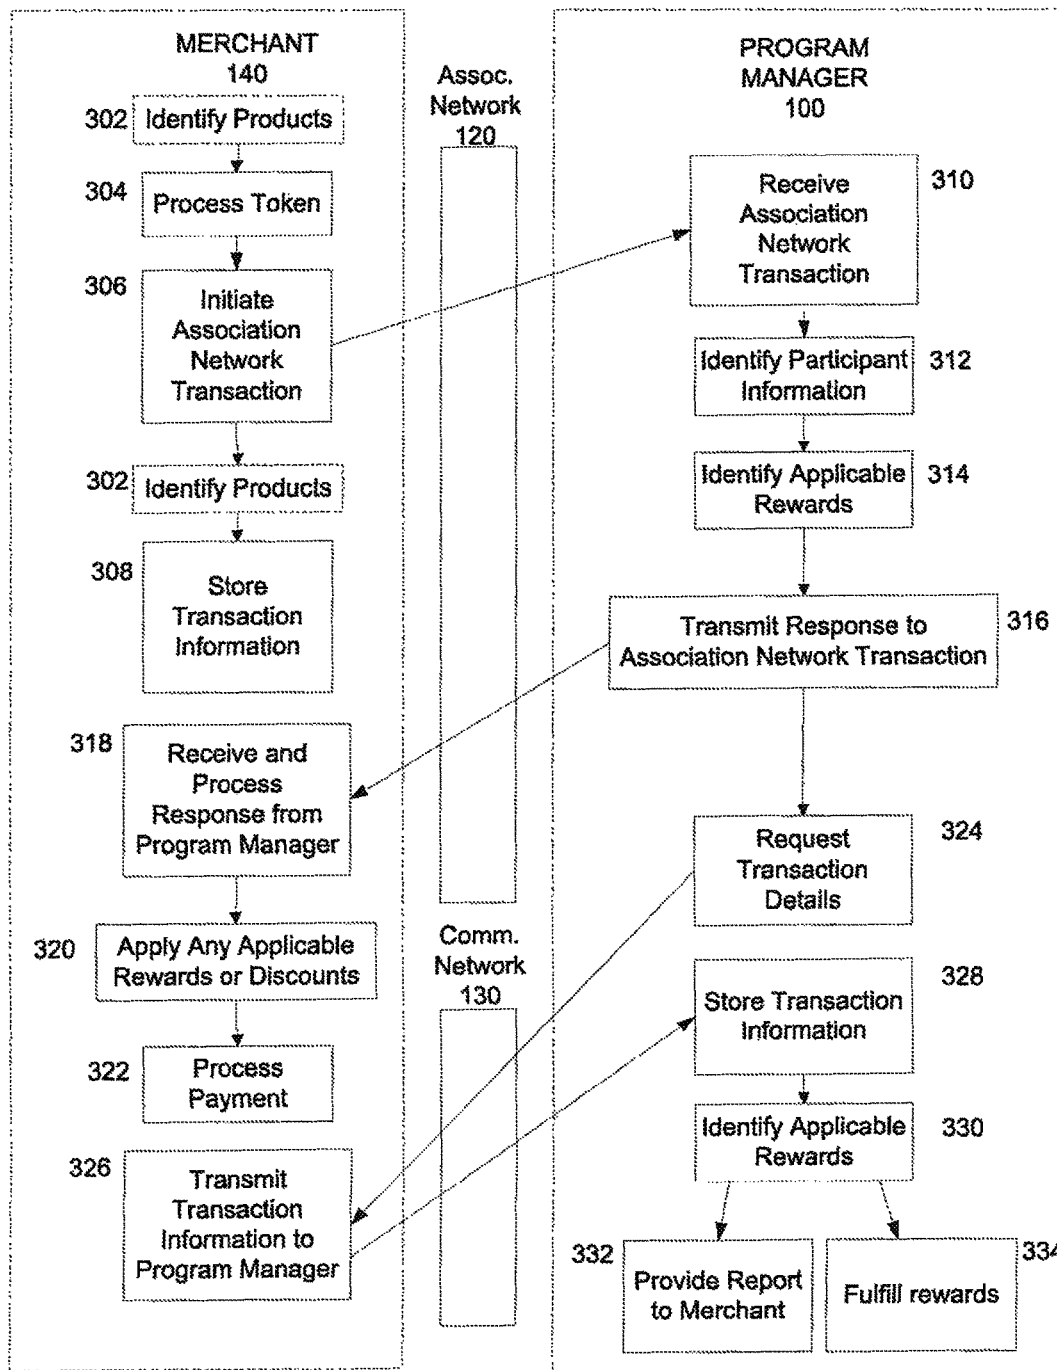 MERCHANT
140
302
Identify Products
304
Process Token
306
Initiate
Association
Network
Transaction
302
Identify Products
308
Store
Transaction
Information
318
Receive and
Process
Response from
Program Manager
320
Apply Any Applicable
Rewards or Discounts
322
Process
Payment
326
Transmit
Transaction
Information to
Program Manager
Assoc.
Network
120
Comm.
Network
130
PROGRAM
MANAGER
100
310
Receive
Association
Network
Transaction
Identify Participant
Information
312
Identify Applicable
Rewards
314
Transmit Response to
Association Network Transaction
316
Request
Transaction
Details
324
Store Transaction
Information
328
Identify Applicable
Rewards
330
332
Provide Report
to Merchant
334
Fulfill rewards